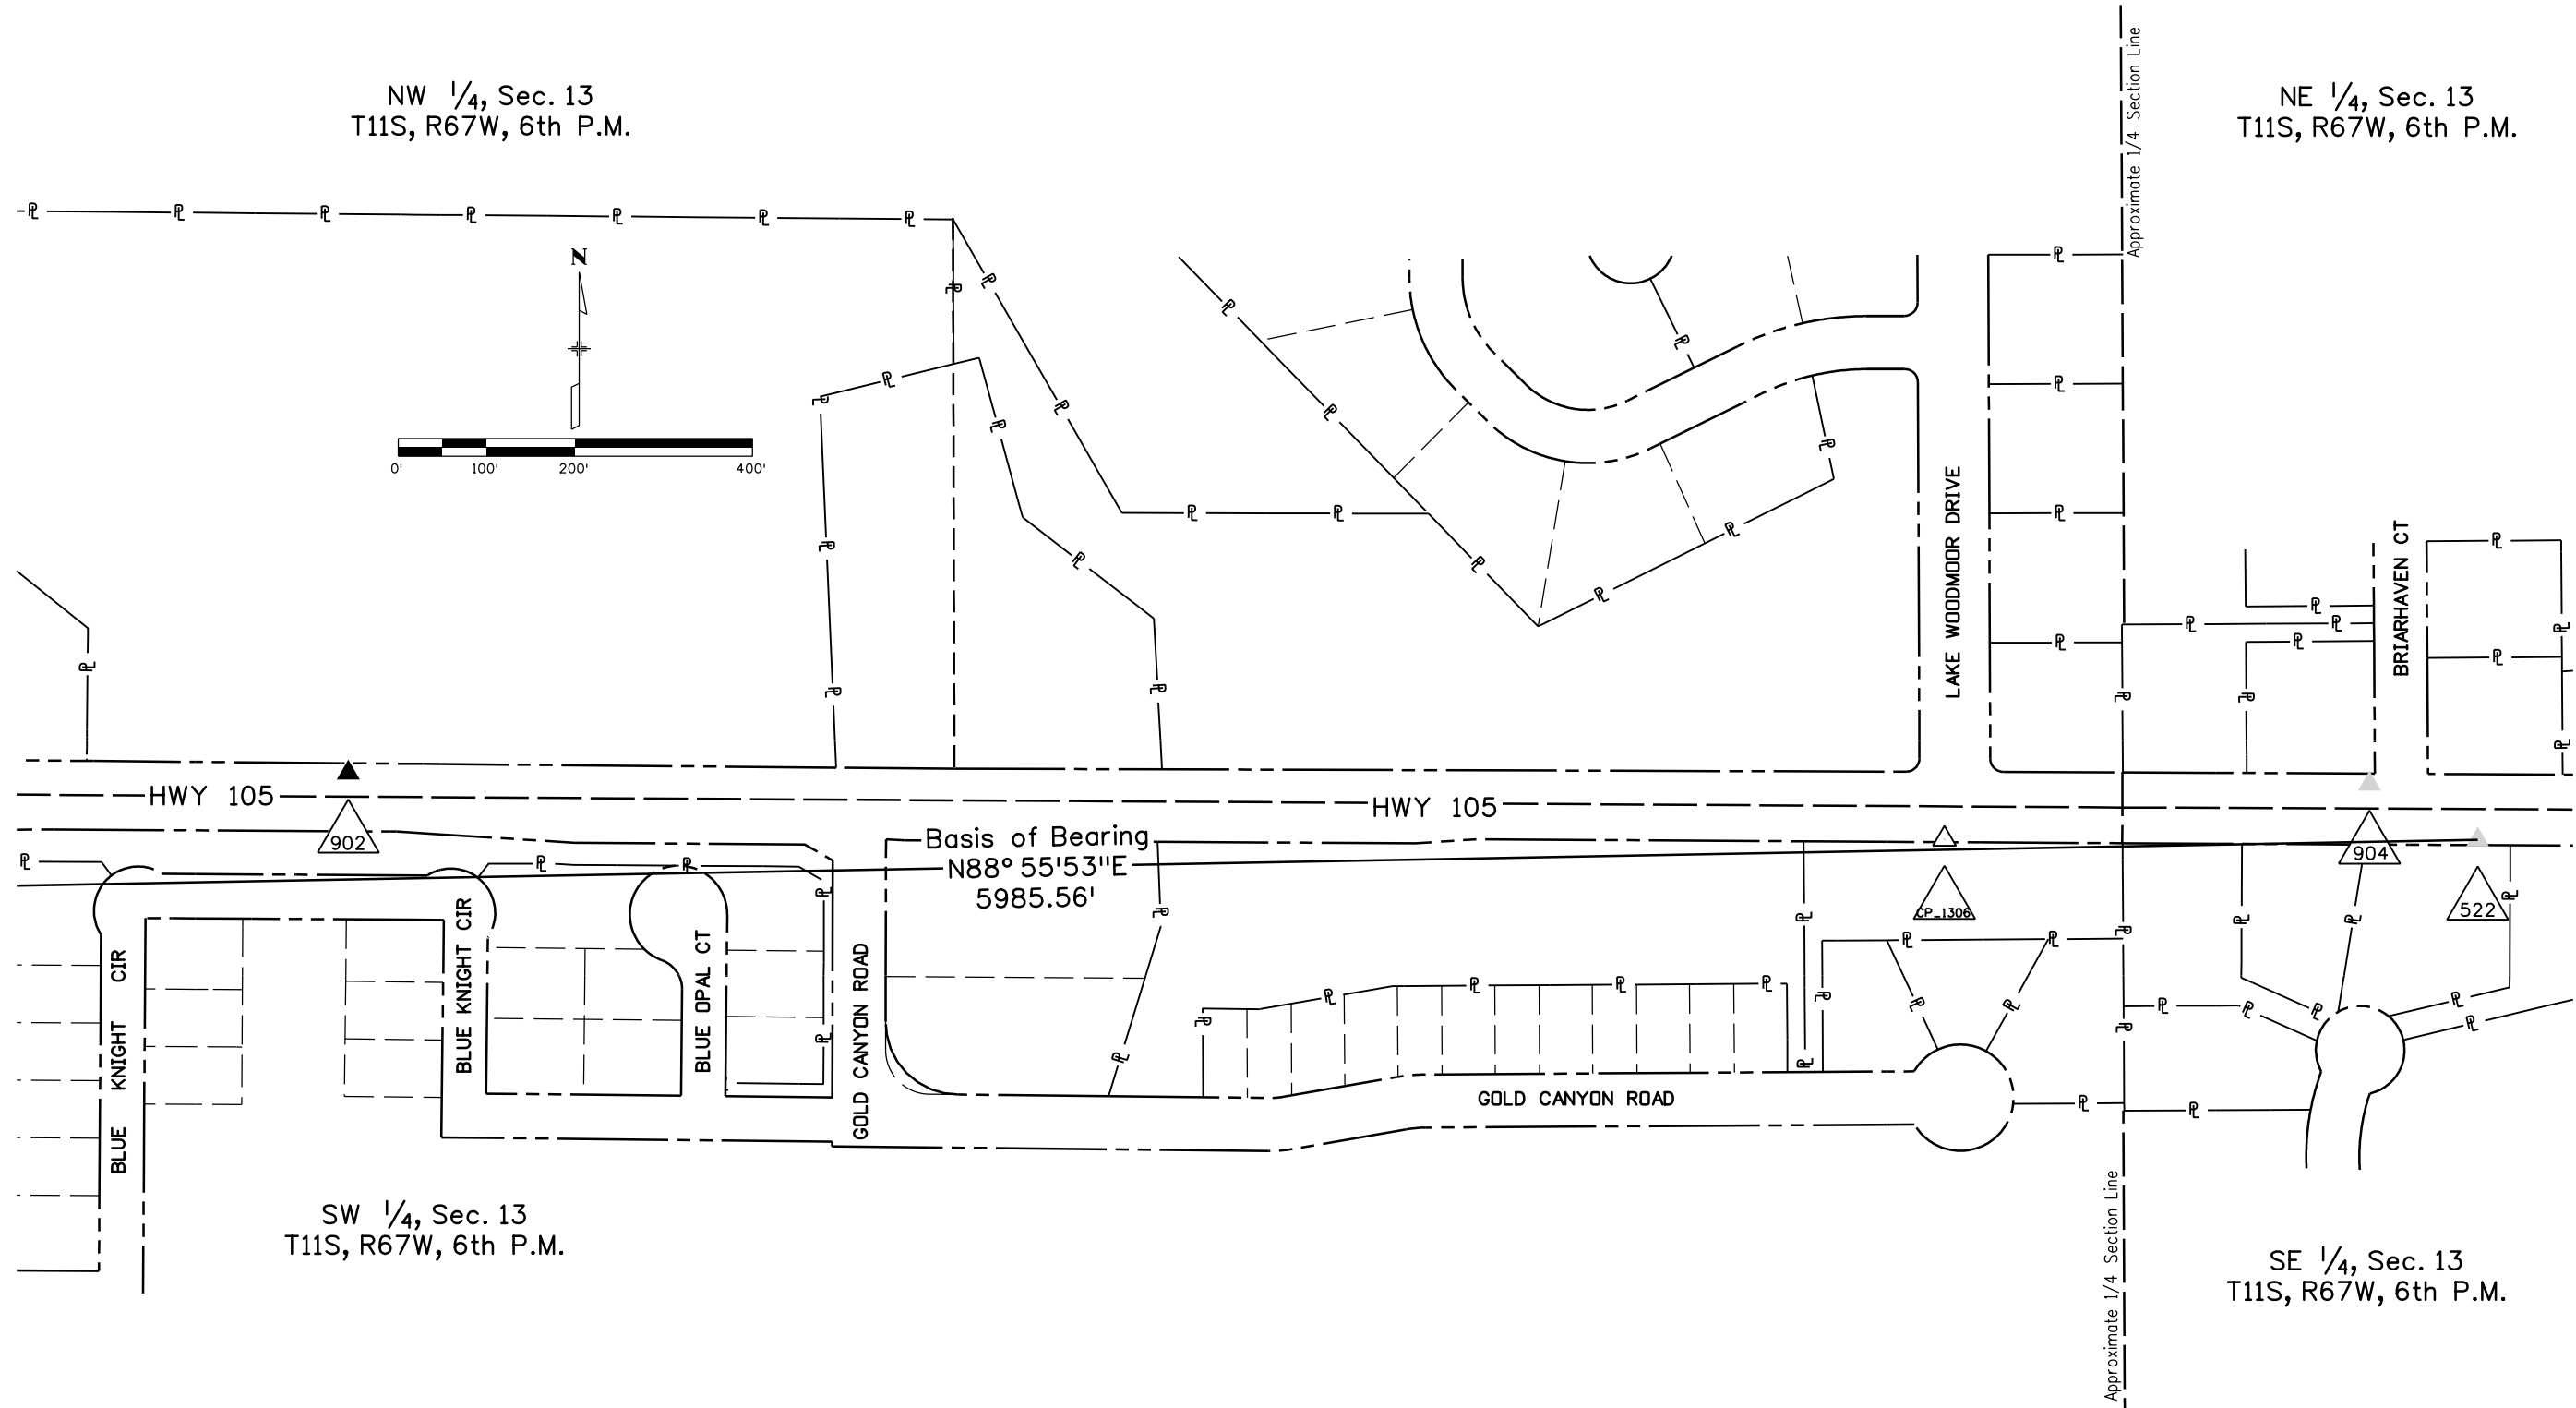 NW 1/4, Sec. 13
T11S, R67W, 6th P.M.
Approximate 1/4 Section Line
NE 1/4, Sec. 13
T11S, R67W, 6th P.M.
N
0' 100' 200' 400'
LAKE WOODMOOR DRIVE
BRIARHAVEN CT
HWY 105
HWY 105
902
Basis of Bearing
N88°55'53"E
5985.56'
904
CP_1306
522
BLUE KNIGHT CIR
BLUE KNIGHT CIR
BLUE OPAL CT
GOLD CANYON ROAD
GOLD CANYON ROAD
SW 1/4, Sec. 13
T11S, R67W, 6th P.M.
Approximate 1/4 Section Line
SE 1/4, Sec. 13
T11S, R67W, 6th P.M.